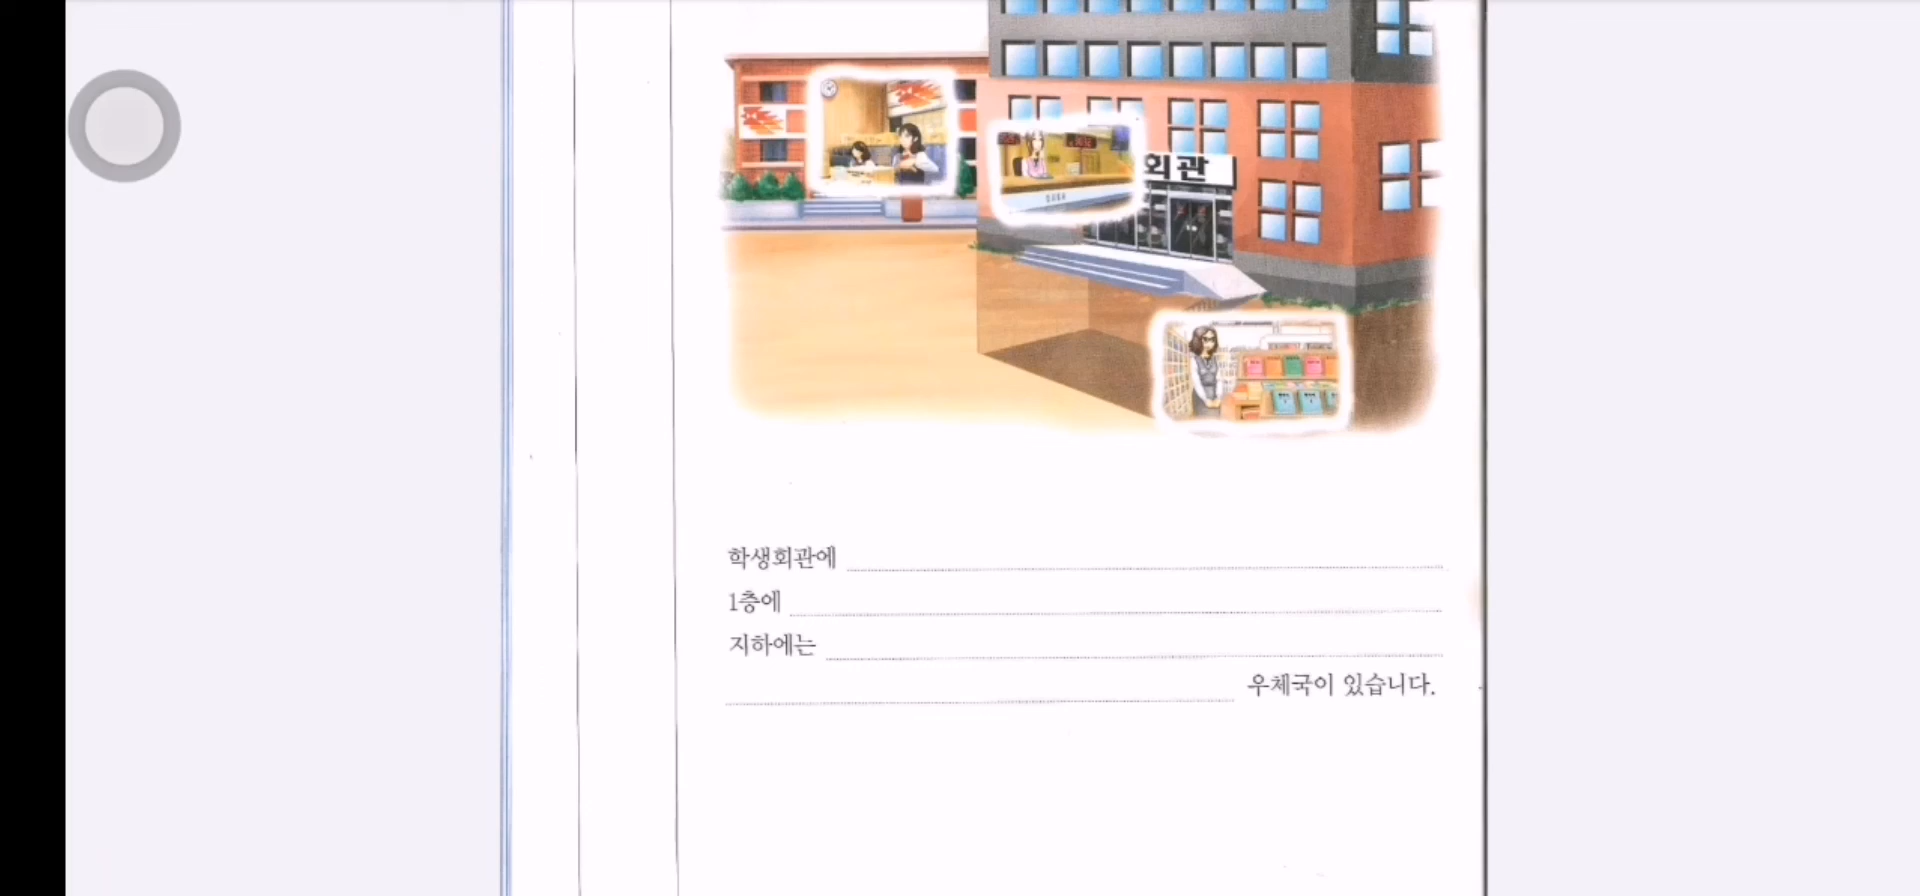 회관
학생회관에
1층에
지하에는
우체국이 있습니다.